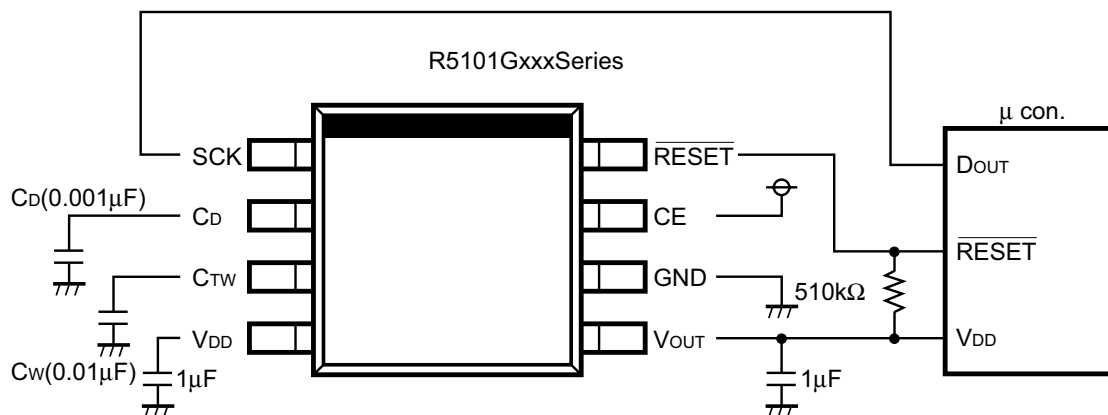 R5101GxxxSeries
μ con.
SCK
RESET
DOUT
CD(0.001μF)
CD
CE
RESET
CTW
GND
510kΩ
VDD
VOUT
VDD
CW(0.01μF)
1μF
1μF